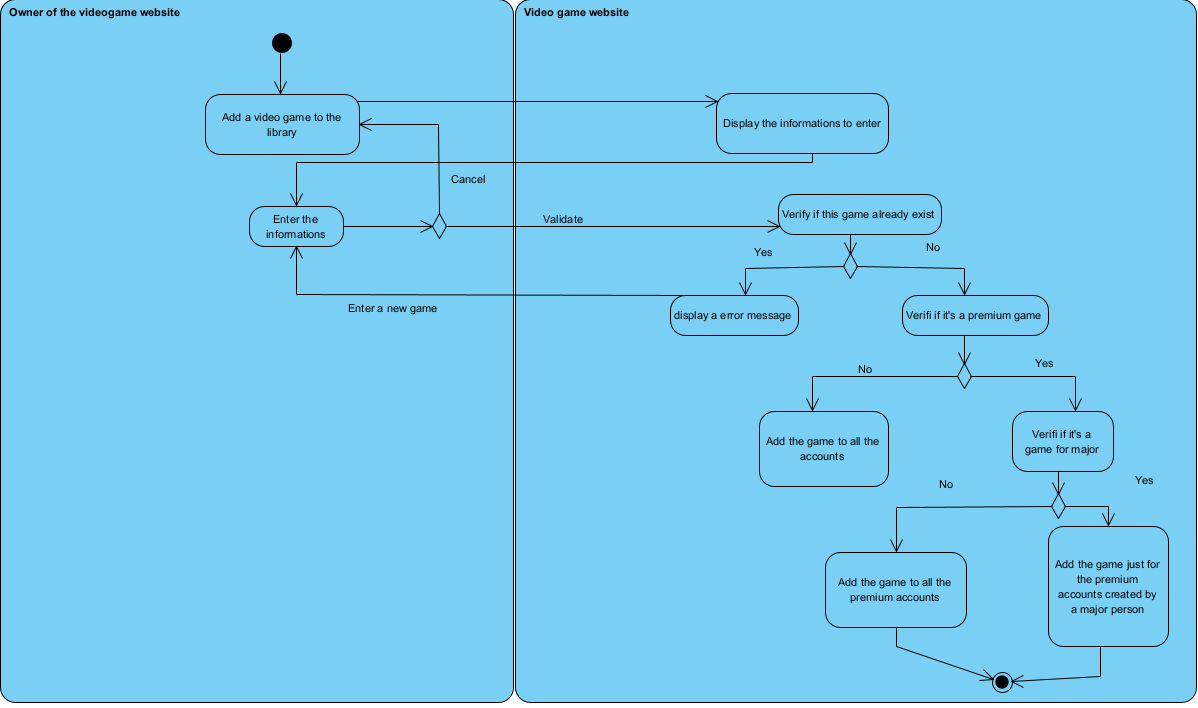 Owner of the videogame website
Video game website
Add a video game to the
library
Display the informations to enter
Cancel
Enter the
informations
Validate
Verify if this game already exist
Yes
No
Enter a new game
display a error message
Verifi if it's a premium game
No
Yes
Add the game to all the
accounts
Verifi if it's a
game for major
No
Yes
Add the game to all the
premium accounts
Add the game just for
the premium
accounts created by
a major person